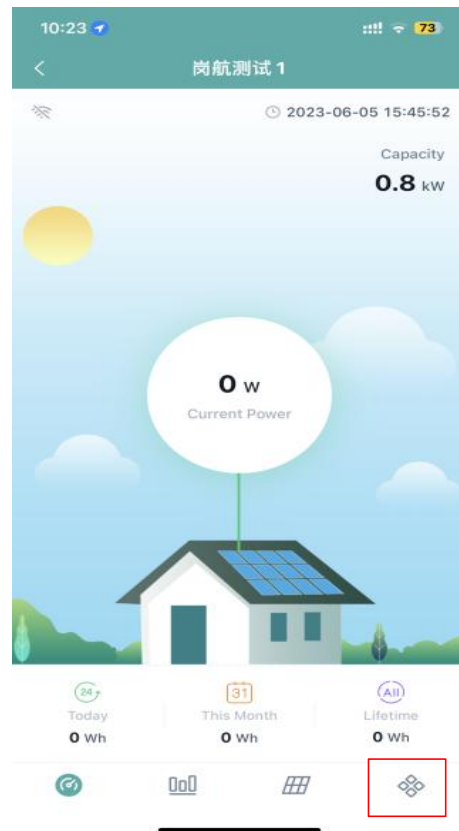 10:23 73
岗航测试 1
2023-06-05 15:45:52
Capacity
0.8 kW
0 W
Current Power
24 31 All
Today This Month Lifetime
0 Wh 0 Wh 0 Wh